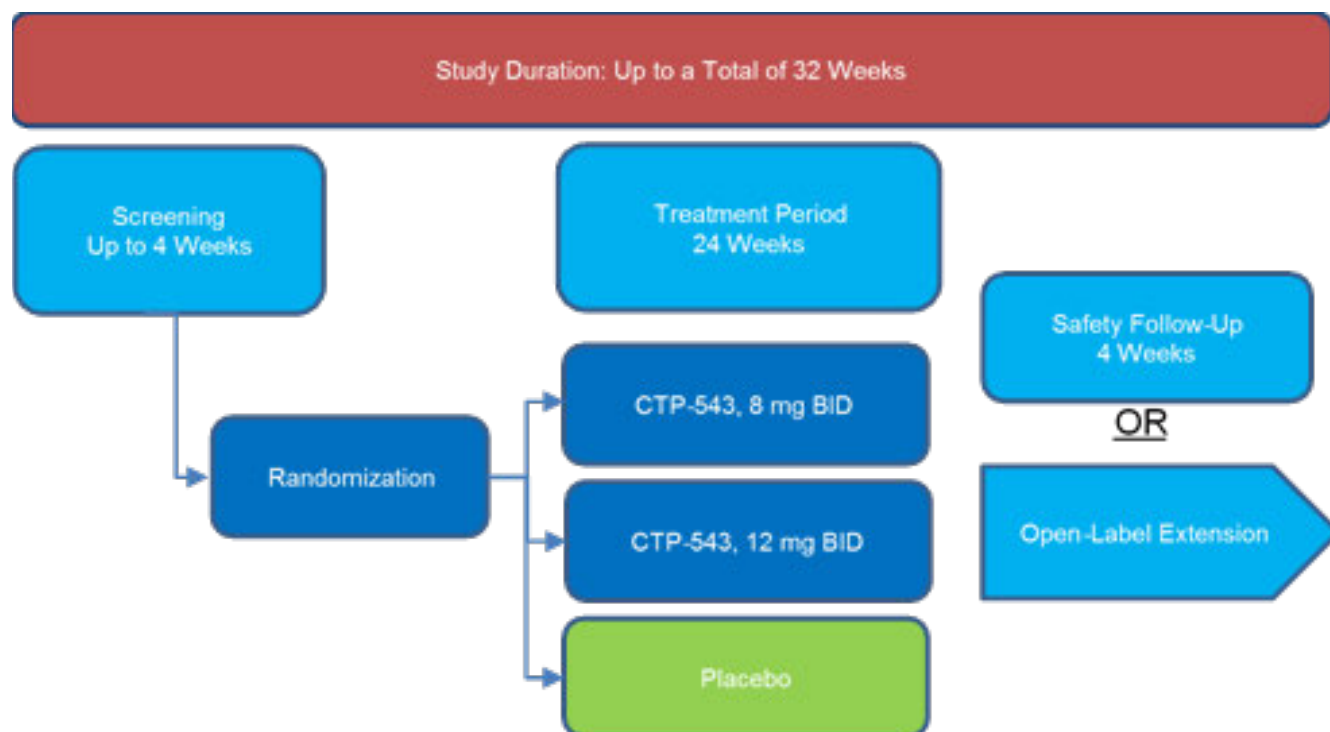 Study Duration: Up to a Total of 32 Weeks
Screening
Up to 4 Weeks
Treatment Period
24 Weeks
Safety Follow-Up
4 Weeks
OR
Open-Label Extension
Randomization
CTP-543, 8 mg BID
CTP-543, 12 mg BID
Placebo